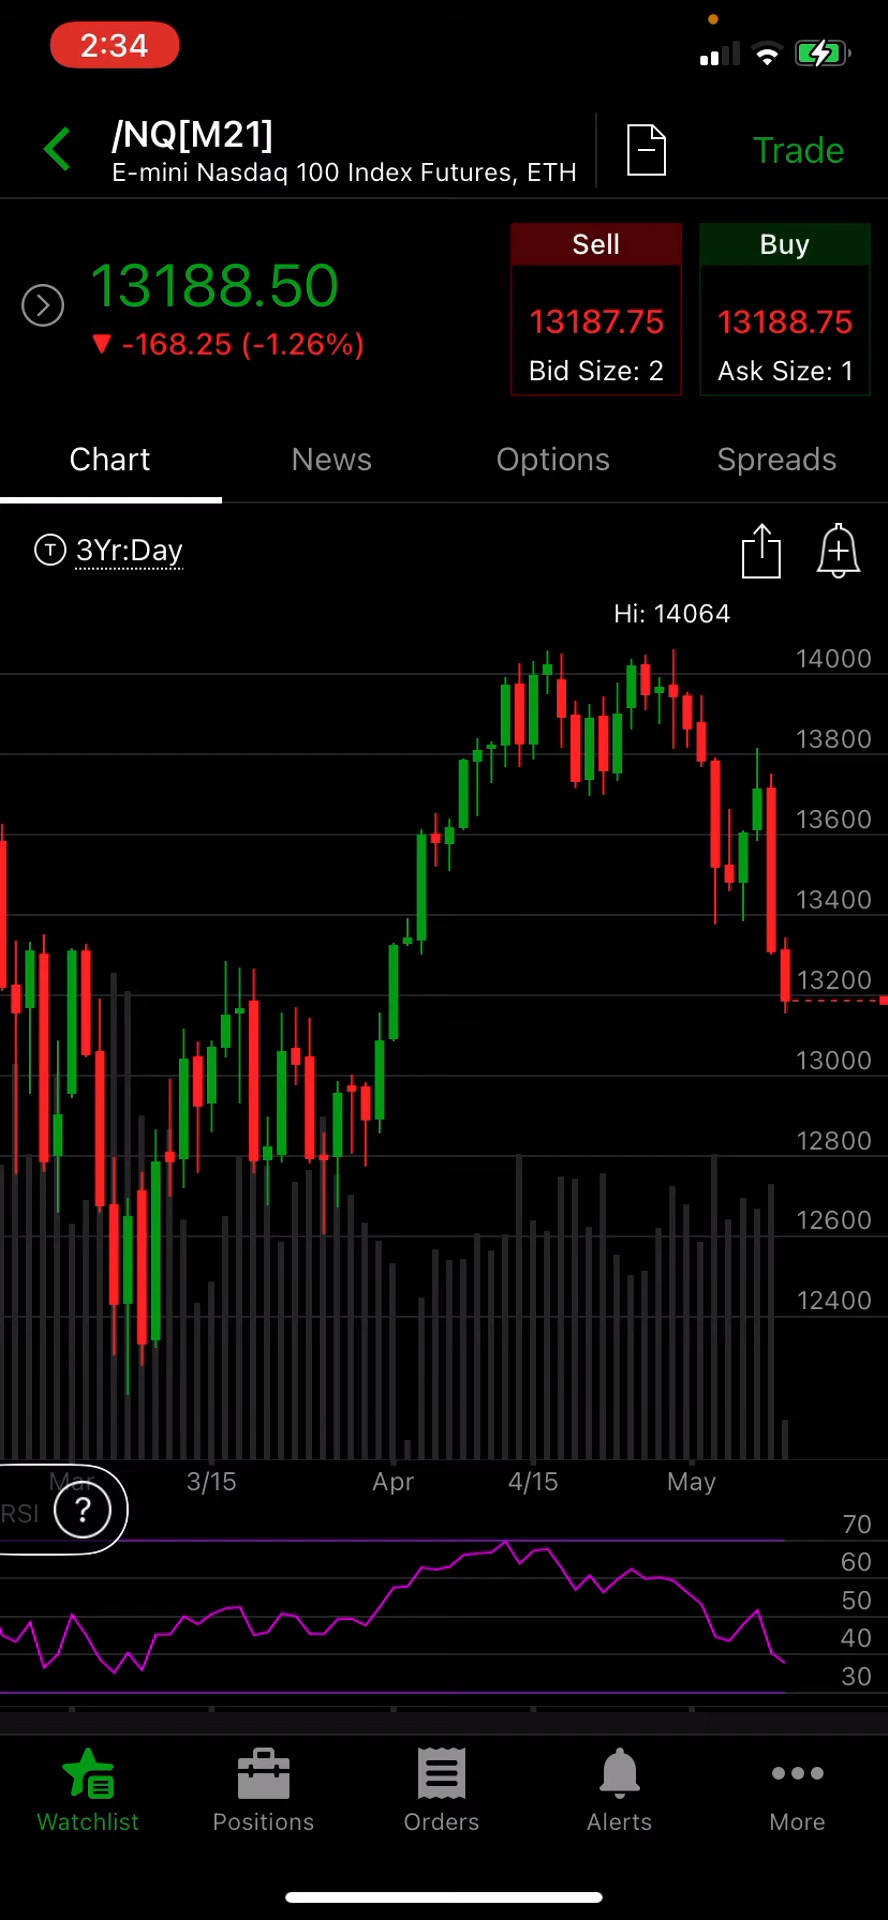 2:34
/NQ[M21]
E-mini Nasdaq 100 Index Futures, ETH
Trade
13188.50
▼ -168.25 (-1.26%)
Sell
13187.75
Bid Size: 2
Buy
13188.75
Ask Size: 1
Chart
News
Options
Spreads
T 3Yr:Day
Hi: 14064
14000
13800
13600
13400
13200
13000
12800
12600
12400
Mar
3/15
Apr
4/15
May
RSI
?
70
60
50
40
30
Watchlist
Positions
Orders
Alerts
More